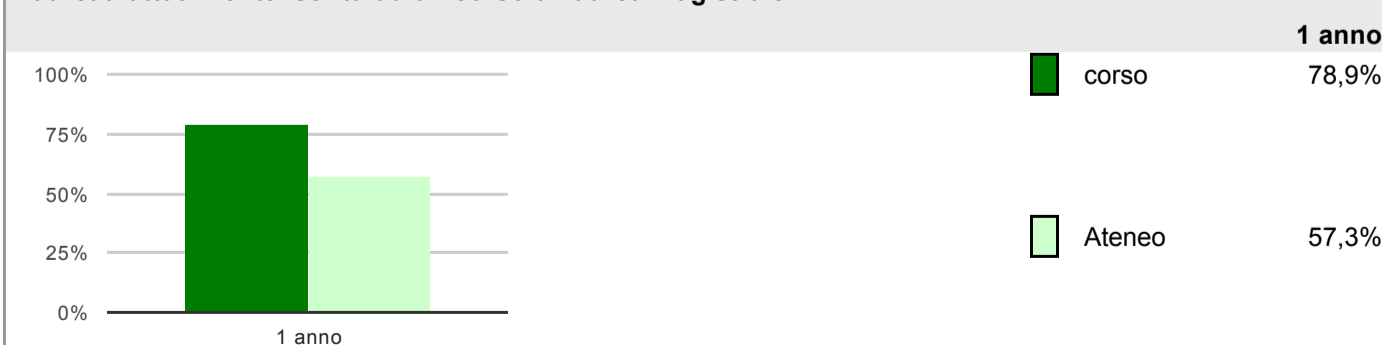 1 anno
100%
corso 78,9%
75%
50%
Ateneo 57,3%
25%
0%
1 anno